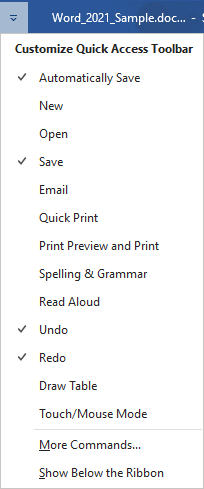 Word_2021_Sample.doc... - S
Customize Quick Access Toolbar
Automatically Save
New
Open
Save
Email
Quick Print
Print Preview and Print
Spelling & Grammar
Read Aloud
Undo
Redo
Draw Table
Touch/Mouse Mode
More Commands...
Show Below the Ribbon